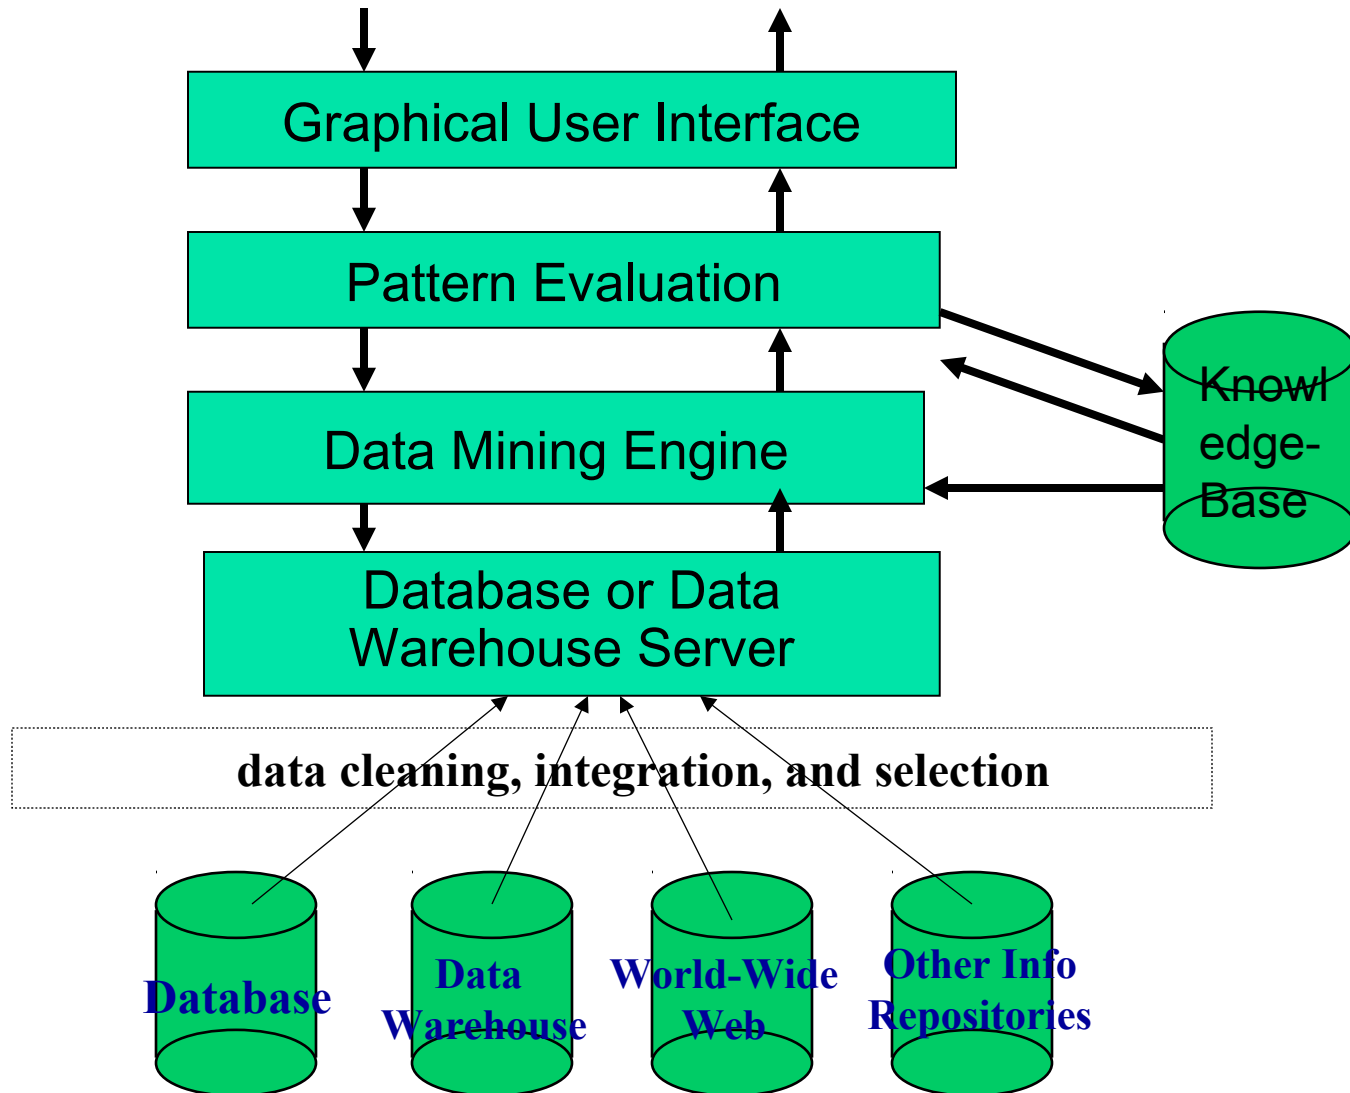 Graphical User Interface
Pattern Evaluation
Knowl
edge-
Base
Data Mining Engine
Database or Data
Warehouse Server
data cleaning, integration, and selection
Database
Data
Warehouse
World-Wide
Web
Other Info
Repositories